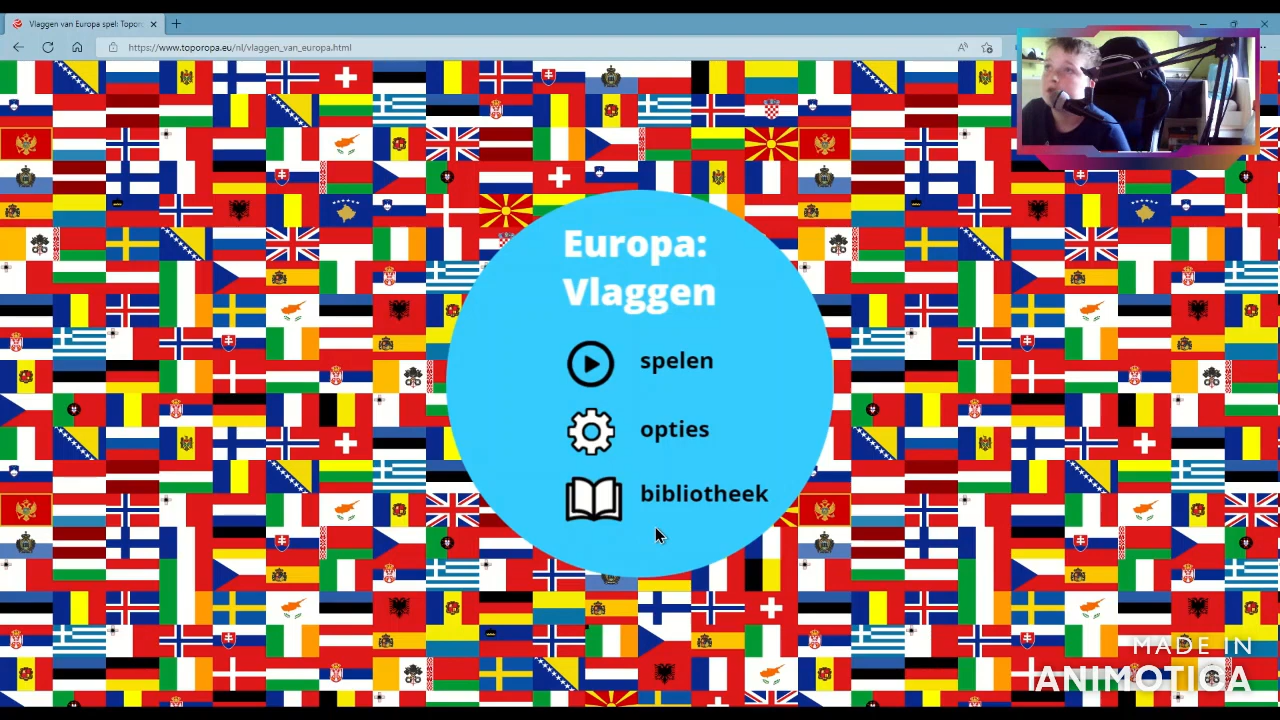 Vlaggen van Europa spel: Topor
https://www.toporopa.eu/nl/vlaggen_van_europa.html
Europa:
Vlaggen
spelen
opties
bibliotheek
MADE IN
ANIMOTICA